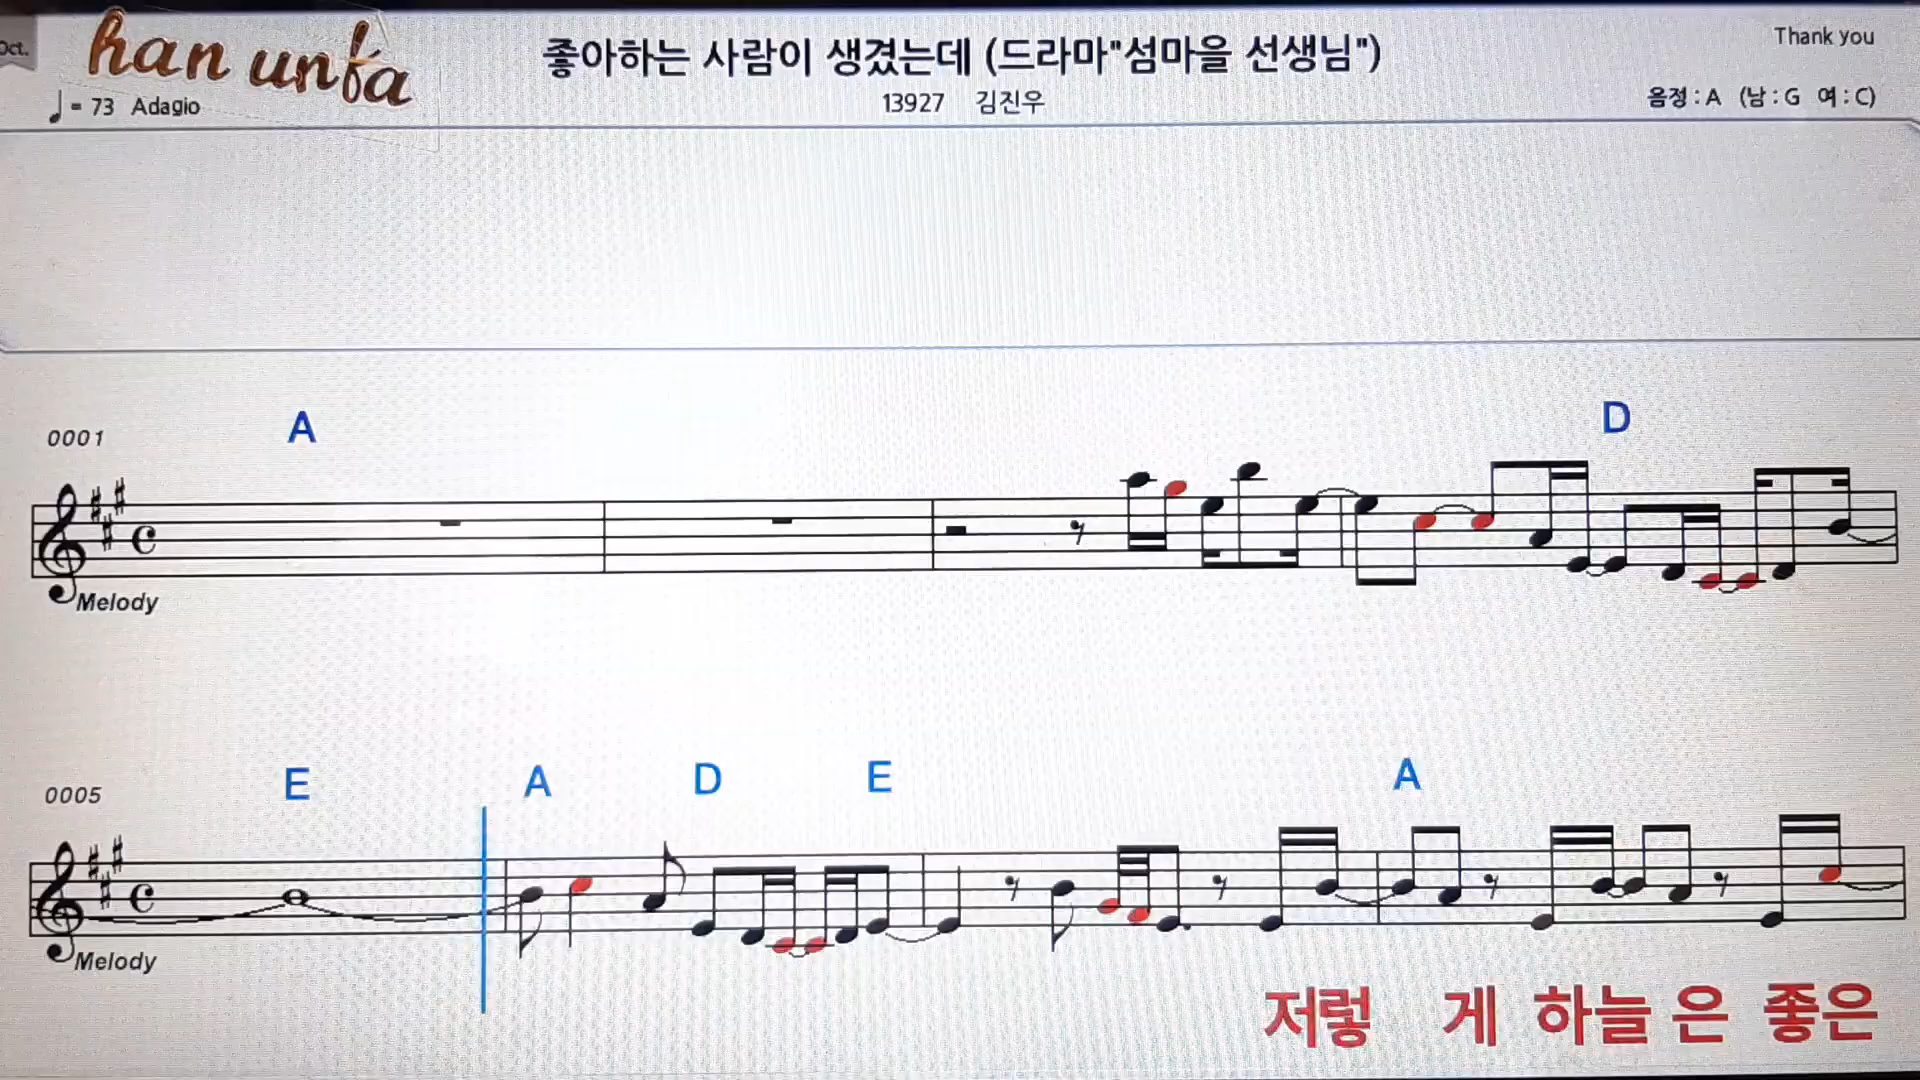 Oct.
han unfa
좋아하는 사람이 생겼는데 (드라마"섬마을 선생님")
Thank you
♩ = 73 Adagio
13927 김진우
음정 : A (남 : G 여 : C)
A D
0001
Melody
E A D E A
0005
Melody
저렇 게 하늘 은 좋은